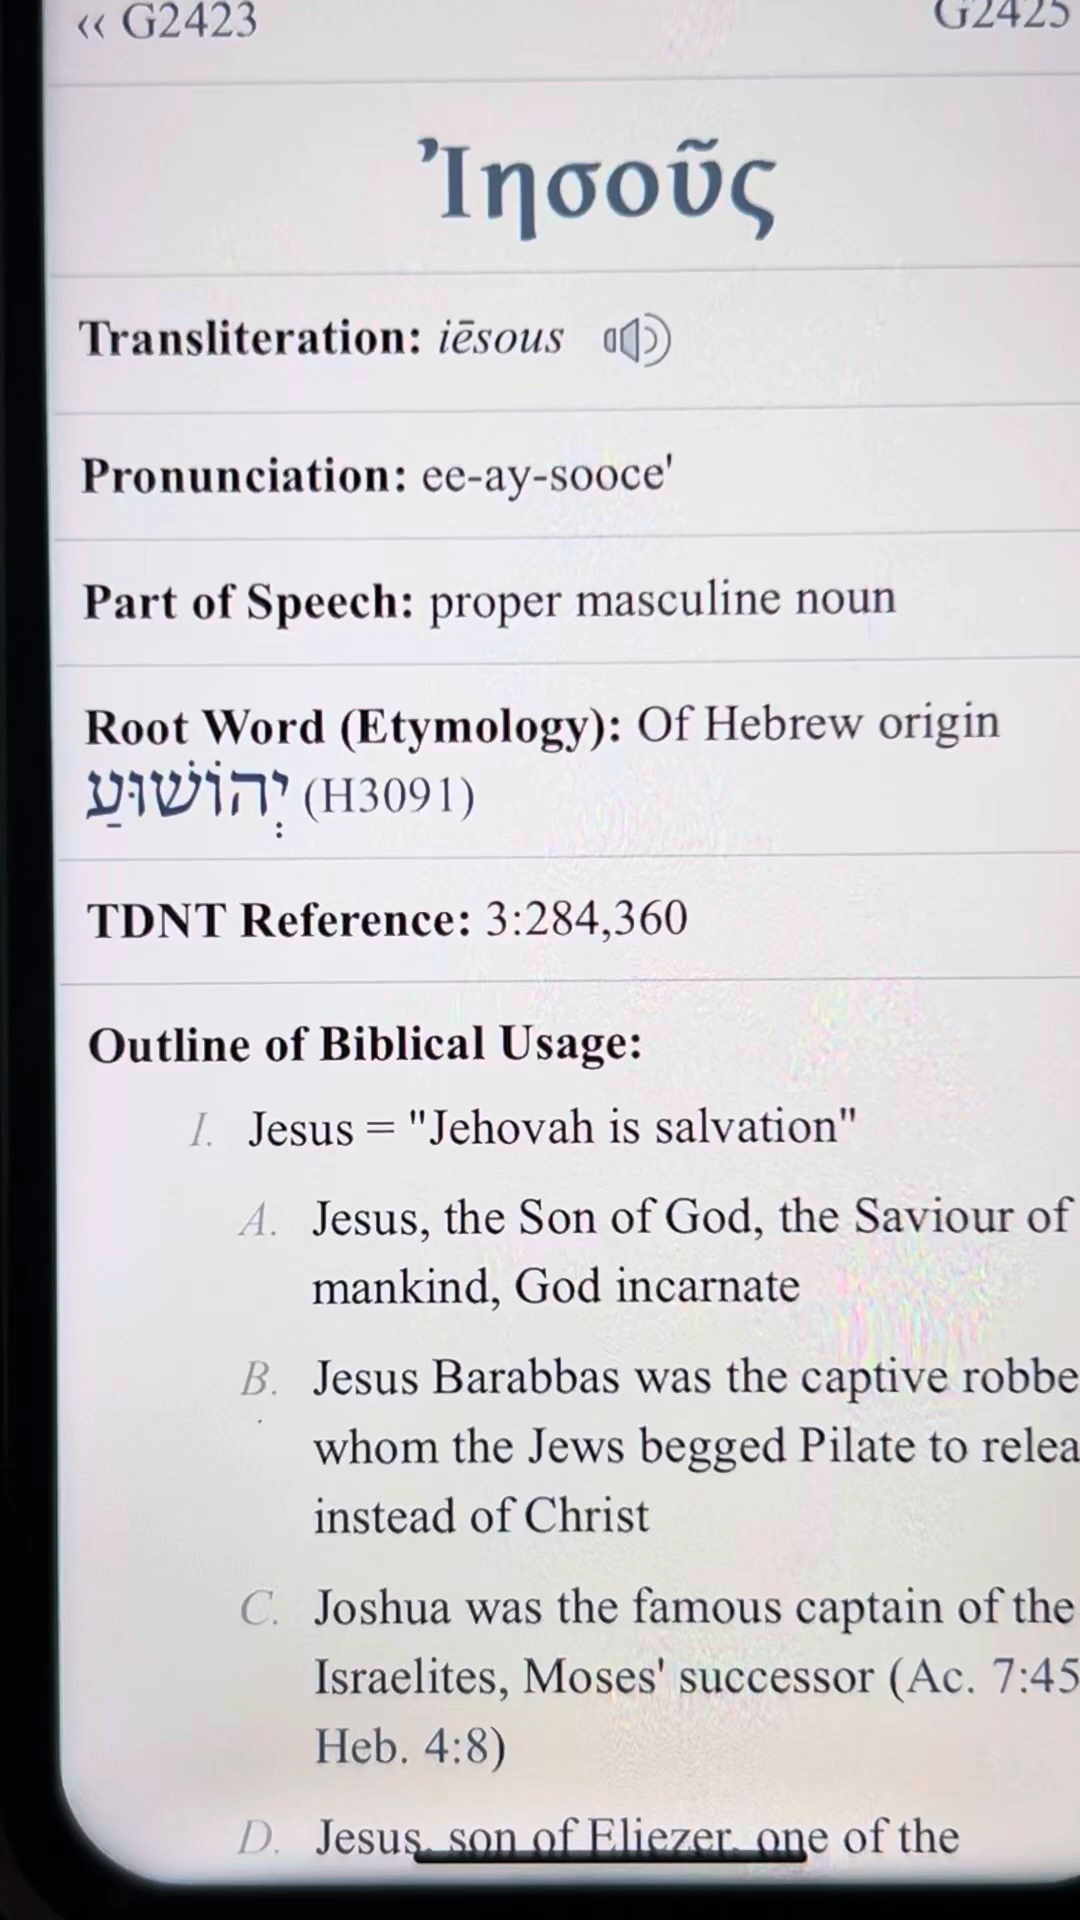 ‹‹ G2423
G2425
Ἰησοῦς
Transliteration: iēsous
Pronunciation: ee-ay-sooce'
Part of Speech: proper masculine noun
Root Word (Etymology): Of Hebrew origin
יְהוֹשׁוּעַ (H3091)
TDNT Reference: 3:284,360
Outline of Biblical Usage:
I. Jesus = "Jehovah is salvation"
A. Jesus, the Son of God, the Saviour of
mankind, God incarnate
B. Jesus Barabbas was the captive robbe
whom the Jews begged Pilate to relea
instead of Christ
C. Joshua was the famous captain of the
Israelites, Moses' successor (Ac. 7:45
Heb. 4:8)
D. Jesus, son of Eliezer, one of the